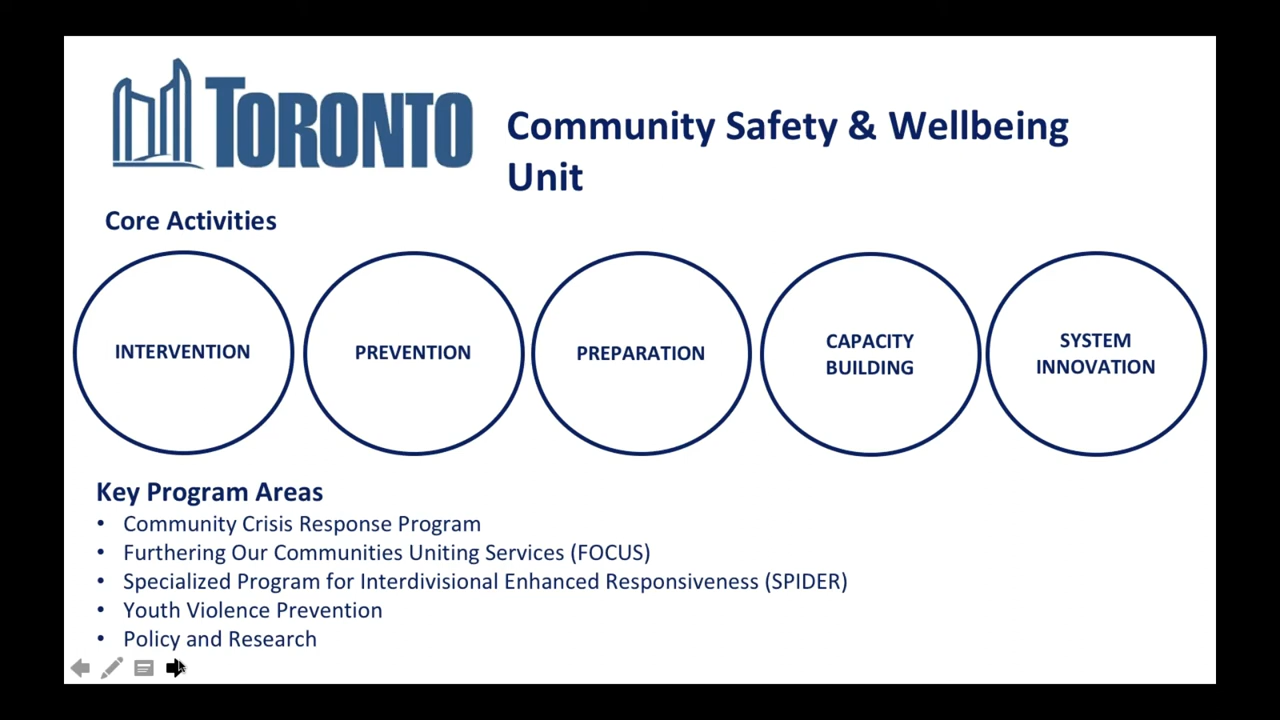 TORONTO
Community Safety & Wellbeing
Unit
Core Activities
INTERVENTION
PREVENTION
PREPARATION
CAPACITY
BUILDING
SYSTEM
INNOVATION
Key Program Areas
• Community Crisis Response Program
• Furthering Our Communities Uniting Services (FOCUS)
• Specialized Program for Interdivisional Enhanced Responsiveness (SPIDER)
• Youth Violence Prevention
• Policy and Research